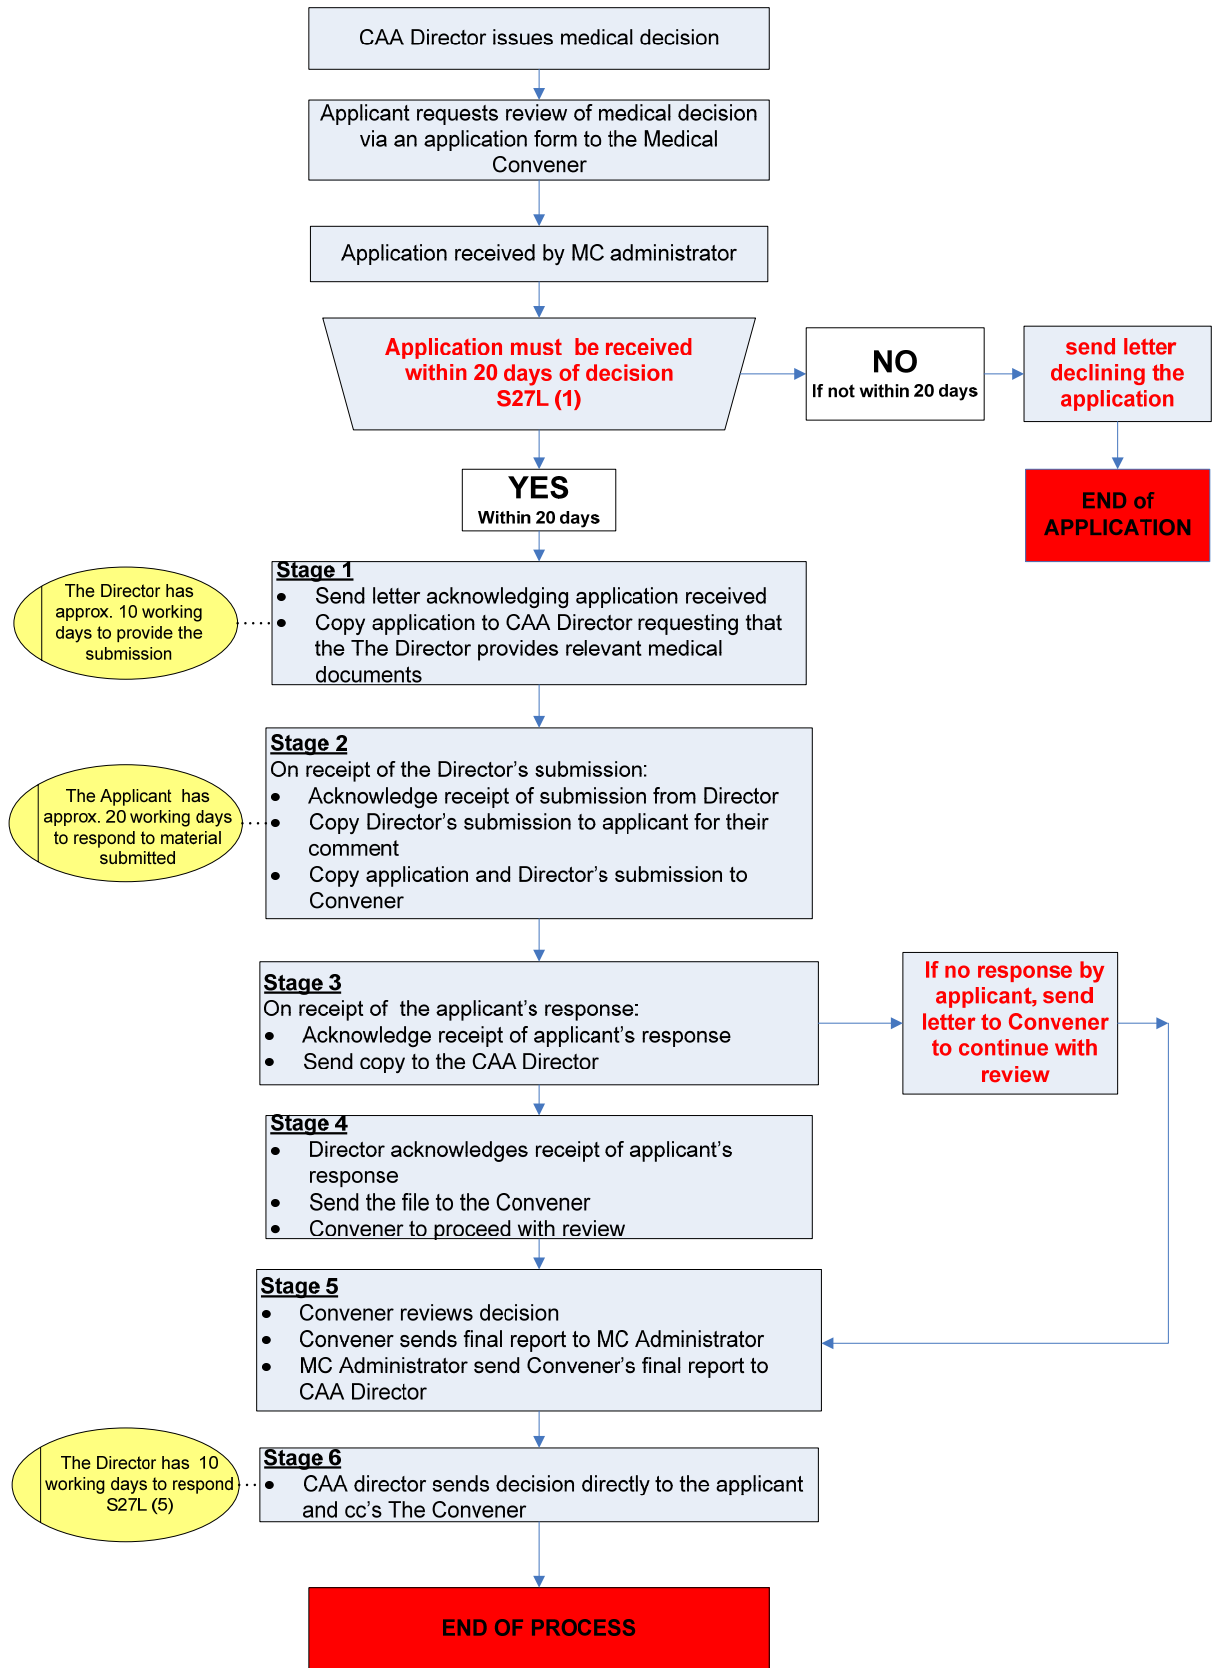 CAA Director issues medical decision
Applicant requests review of medical decision
via an application form to the Medical
Convener
Application received by MC administrator
Application must be received
within 20 days of decision
S27L (1)
NO
If not within 20 days
send letter
declining the
application
YES
Within 20 days
END of
APPLICATION
The Director has
approx. 10 working
days to provide the
submission
Stage 1
• Send letter acknowledging application received
• Copy application to CAA Director requesting that
the The Director provides relevant medical
documents
The Applicant has
approx. 20 working days
to respond to material
submitted
Stage 2
On receipt of the Director’s submission:
• Acknowledge receipt of submission from Director
• Copy Director’s submission to applicant for their
comment
• Copy application and Director’s submission to
Convener
Stage 3
On receipt of the applicant’s response:
• Acknowledge receipt of applicant’s response
• Send copy to the CAA Director
If no response by
applicant, send
letter to Convener
to continue with
review
Stage 4
• Director acknowledges receipt of applicant’s
response
• Send the file to the Convener
• Convener to proceed with review
Stage 5
• Convener reviews decision
• Convener sends final report to MC Administrator
• MC Administrator send Convener’s final report to
CAA Director
The Director has 10
working days to respond
S27L (5)
Stage 6
• CAA director sends decision directly to the applicant
and cc’s The Convener
END OF PROCESS